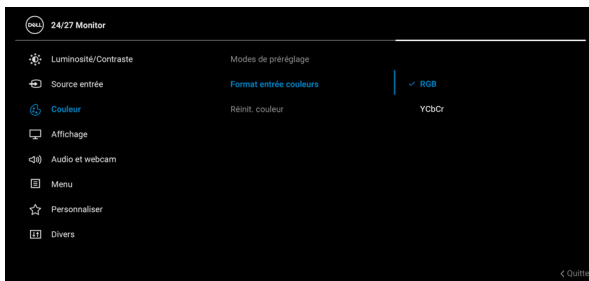 DELL 24/27 Monitor
Luminosité/Contraste Modes de préréglage
Source entrée Format entrée couleurs RGB
Couleur Réinit. couleur YCbCr
Affichage
Audio et webcam
Menu
Personnaliser
Divers
Quitte